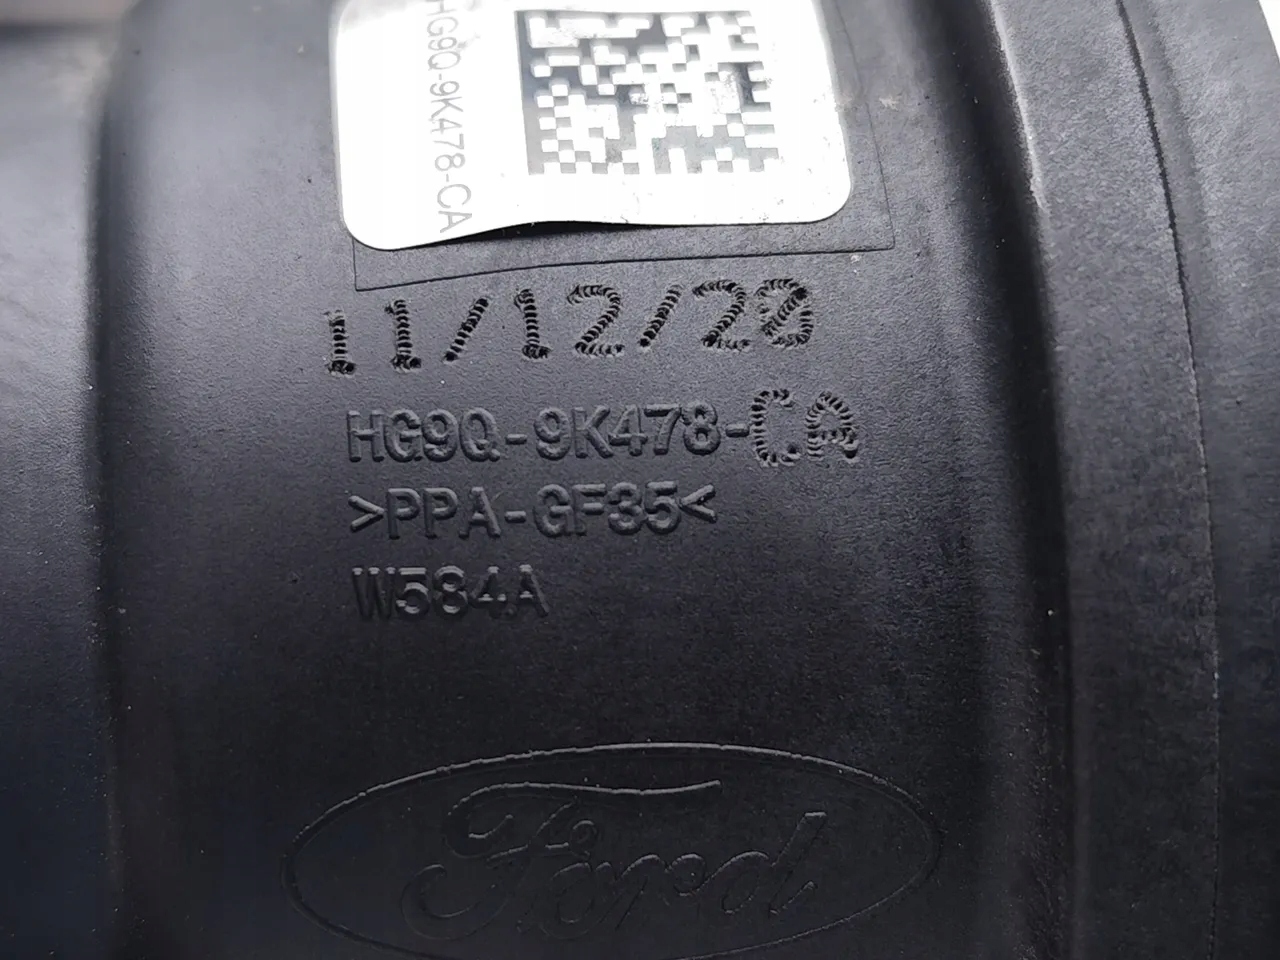 HG9Q-9K478-CA
11/12/20
HG9Q-9K478-CA
>PPA-GF35<
W584A
Ford